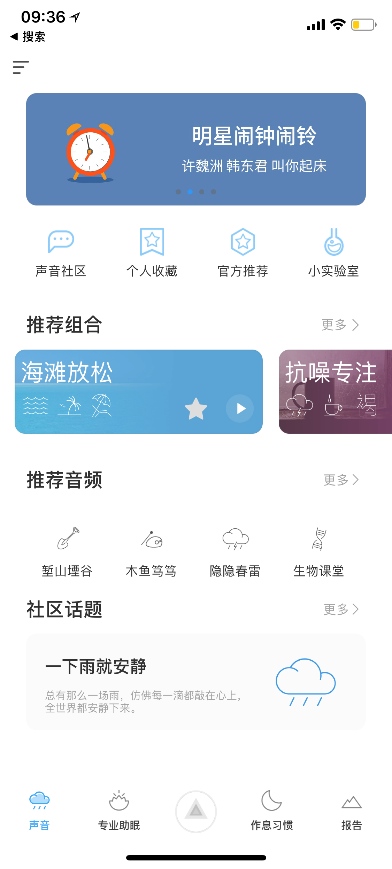 09:36
搜索
明星闹钟闹铃
许魏洲 韩东君 叫你起床
声音社区 个人收藏 官方推荐 小实验室
推荐组合 更多
海滩放松 抗噪专注
推荐音频 更多
堑山堙谷 木鱼笃笃 隐隐春雷 生物课堂
社区话题 更多
一下雨就安静
总有那么一场雨，仿佛每一滴都敲在心上，
全世界都安静下来。
声音 专业助眠 作息习惯 报告